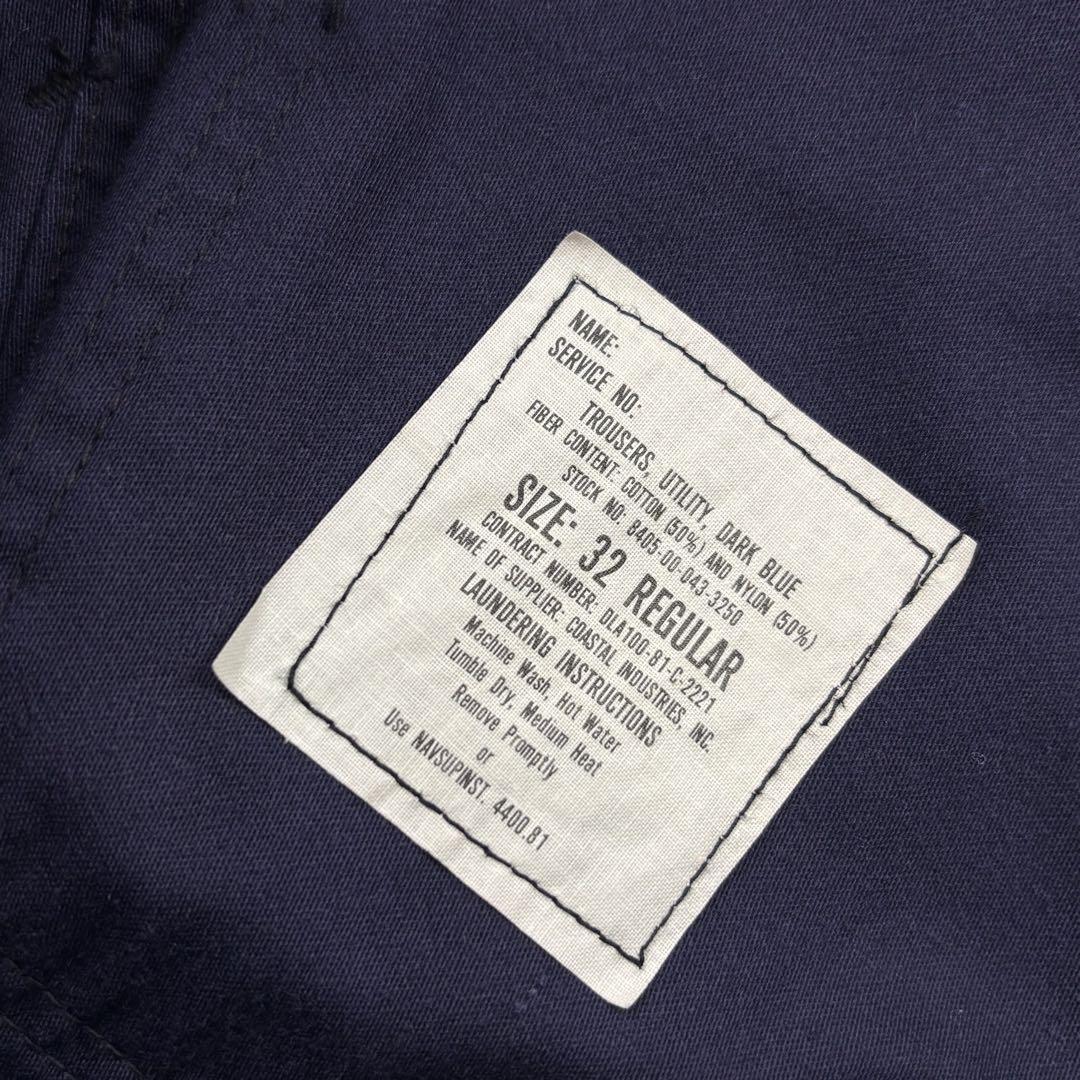 NAME:
SERVICE NO:
TROUSERS, UTILITY, DARK BLUE
FIBER CONTENT: COTTON (50%) AND NYLON (50%)
STOCK NO: 8405-00-043-3250
SIZE: 32 REGULAR
CONTRACT NUMBER: DLA100-81-C-2221
NAME OF SUPPLIER: COASTAL INDUSTRIES, INC.
LAUNDERING INSTRUCTIONS
Machine Wash, Hot Water
Tumble Dry, Medium Heat
Remove Promptly
or
Use NAVSUPINST. 4400.81